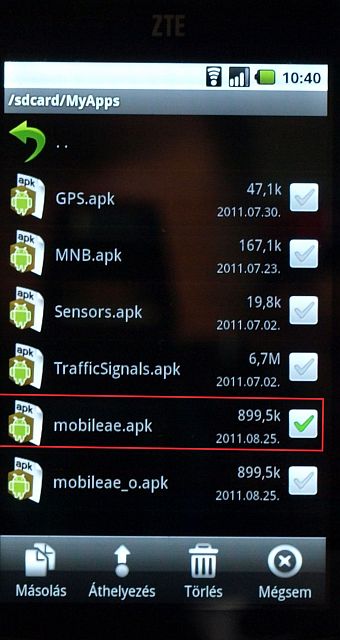 ZTE
10:40
/sdcard/MyApps
..
apk
GPS.apk
47,1k
2011.07.30.
apk
MNB.apk
167,1k
2011.07.23.
apk
Sensors.apk
19,8k
2011.07.02.
apk
TrafficSignals.apk
6,7M
2011.07.02.
apk
mobileae.apk
899,5k
2011.08.25.
apk
mobileae_o.apk
899,5k
2011.08.25.
Másolás Áthelyezés Törlés Mégsem